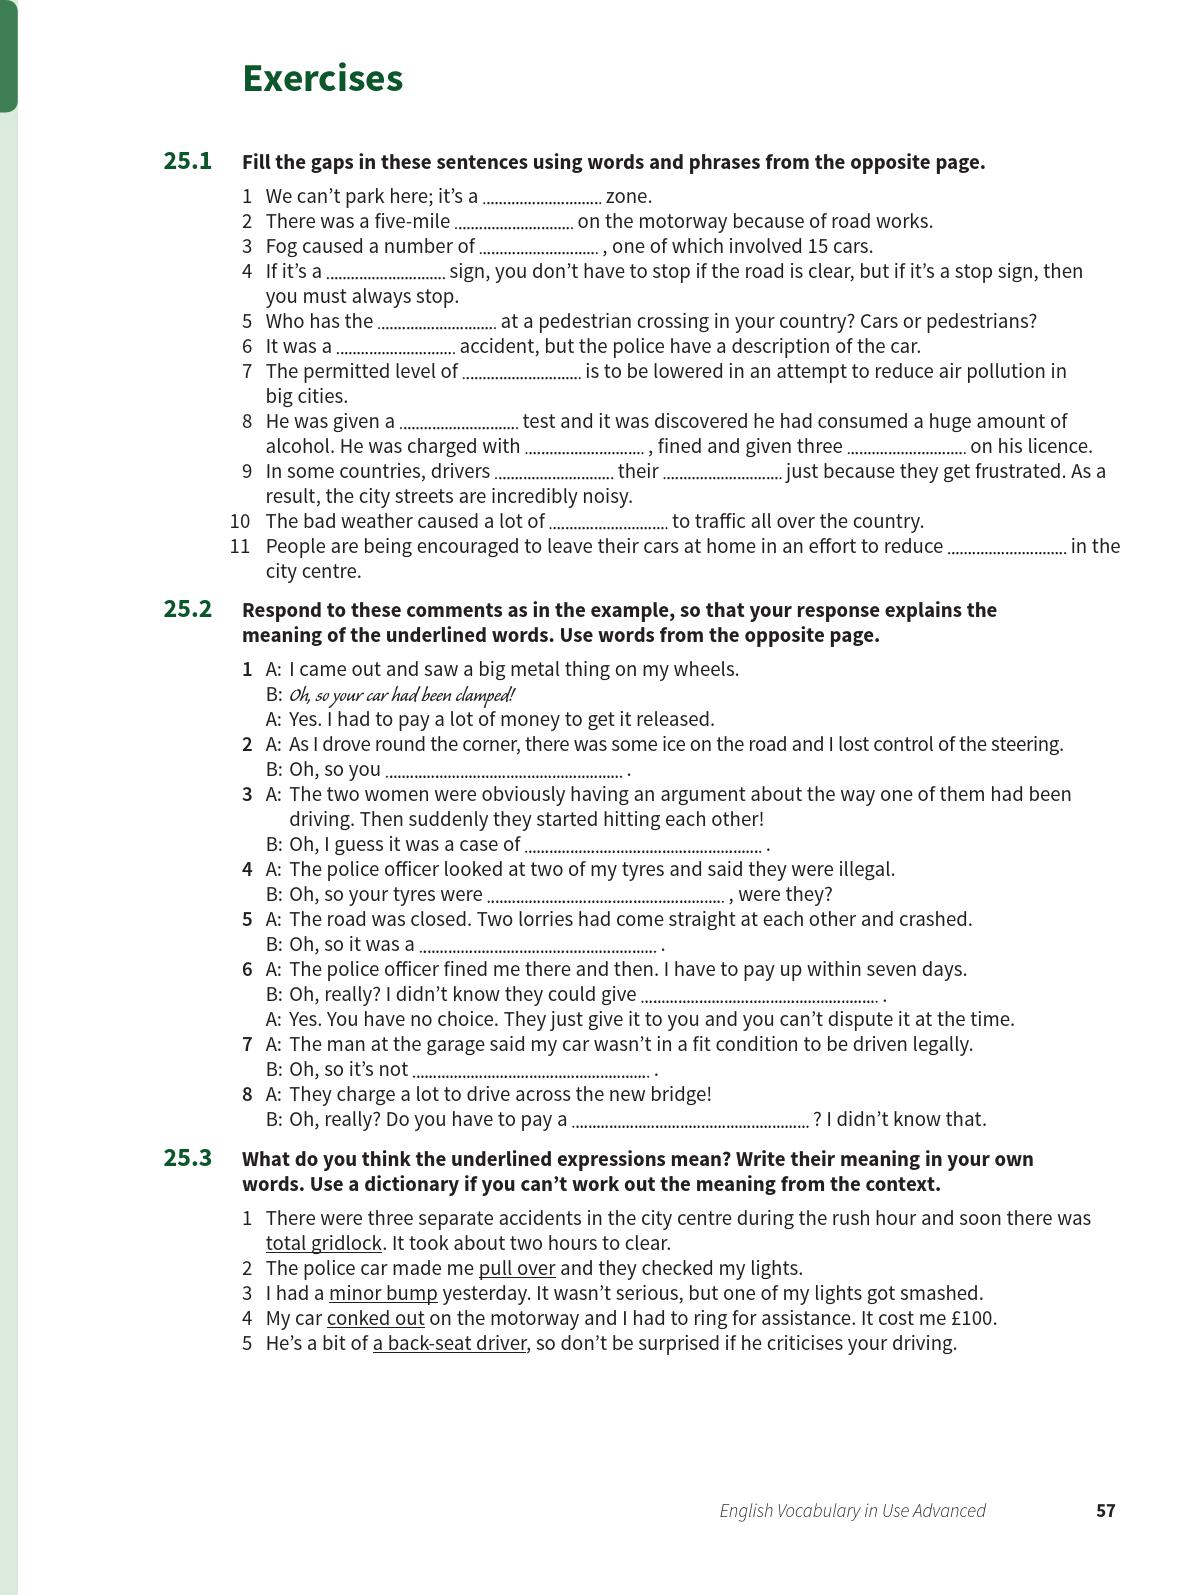 Exercises
25.1 Fill the gaps in these sentences using words and phrases from the opposite page.
1 We can’t park here; it’s a ............................ zone.
2 There was a five-mile ............................ on the motorway because of road works.
3 Fog caused a number of ............................ , one of which involved 15 cars.
4 If it’s a ............................ sign, you don’t have to stop if the road is clear, but if it’s a stop sign, then
you must always stop.
5 Who has the ............................ at a pedestrian crossing in your country? Cars or pedestrians?
6 It was a ............................ accident, but the police have a description of the car.
7 The permitted level of ............................ is to be lowered in an attempt to reduce air pollution in
big cities.
8 He was given a ............................ test and it was discovered he had consumed a huge amount of
alcohol. He was charged with ............................ , fined and given three ............................ on his licence.
9 In some countries, drivers ............................ their ............................ just because they get frustrated. As a
result, the city streets are incredibly noisy.
10 The bad weather caused a lot of ............................ to traffic all over the country.
11 People are being encouraged to leave their cars at home in an effort to reduce ............................ in the
city centre.
25.2 Respond to these comments as in the example, so that your response explains the
meaning of the underlined words. Use words from the opposite page.
1 A: I came out and saw a big metal thing on my wheels.
B: Oh, so your car had been clamped!
A: Yes. I had to pay a lot of money to get it released.
2 A: As I drove round the corner, there was some ice on the road and I lost control of the steering.
B: Oh, so you ......................................................... .
3 A: The two women were obviously having an argument about the way one of them had been
driving. Then suddenly they started hitting each other!
B: Oh, I guess it was a case of ......................................................... .
4 A: The police officer looked at two of my tyres and said they were illegal.
B: Oh, so your tyres were ......................................................... , were they?
5 A: The road was closed. Two lorries had come straight at each other and crashed.
B: Oh, so it was a ......................................................... .
6 A: The police officer fined me there and then. I have to pay up within seven days.
B: Oh, really? I didn’t know they could give ......................................................... .
A: Yes. You have no choice. They just give it to you and you can’t dispute it at the time.
7 A: The man at the garage said my car wasn’t in a fit condition to be driven legally.
B: Oh, so it’s not ......................................................... .
8 A: They charge a lot to drive across the new bridge!
B: Oh, really? Do you have to pay a ......................................................... ? I didn’t know that.
25.3 What do you think the underlined expressions mean? Write their meaning in your own
words. Use a dictionary if you can’t work out the meaning from the context.
1 There were three separate accidents in the city centre during the rush hour and soon there was
total gridlock. It took about two hours to clear.
2 The police car made me pull over and they checked my lights.
3 I had a minor bump yesterday. It wasn’t serious, but one of my lights got smashed.
4 My car conked out on the motorway and I had to ring for assistance. It cost me £100.
5 He’s a bit of a back-seat driver, so don’t be surprised if he criticises your driving.
English Vocabulary in Use Advanced 57